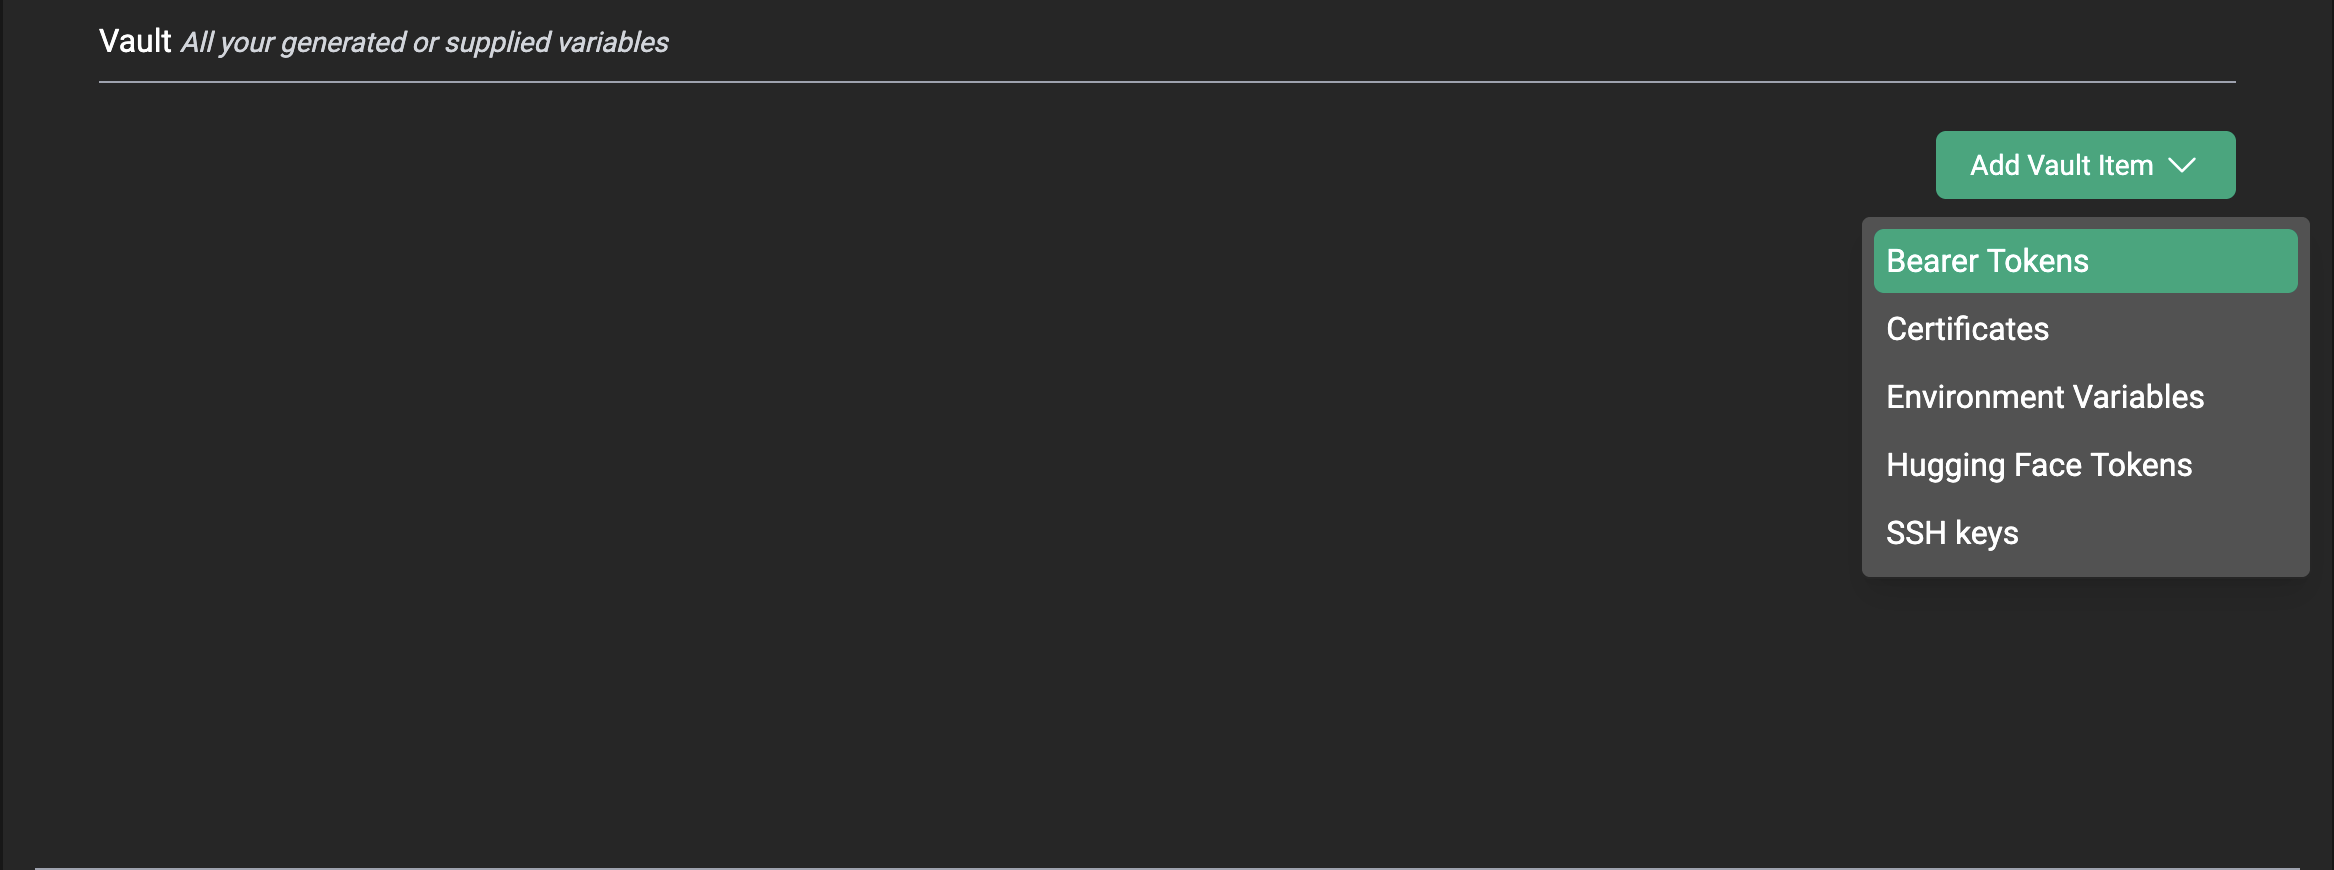 Vault All your generated or supplied variables
Add Vault Item
Bearer Tokens
Certificates
Environment Variables
Hugging Face Tokens
SSH keys